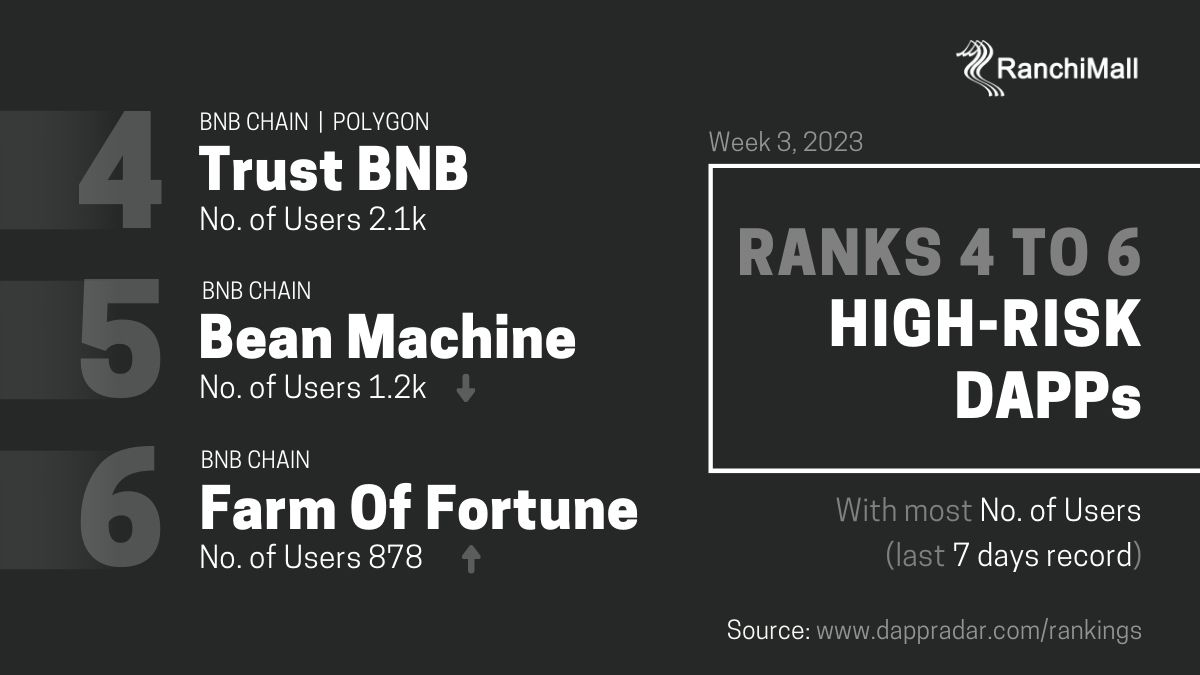 RanchiMall
4
BNB CHAIN | POLYGON
Trust BNB
No. of Users 2.1k
5
BNB CHAIN
Bean Machine
No. of Users 1.2k
6
BNB CHAIN
Farm Of Fortune
No. of Users 878
Week 3, 2023
RANKS 4 TO 6
HIGH-RISK
DAPPs
With most No. of Users
(last 7 days record)
Source: www.dappradar.com/rankings